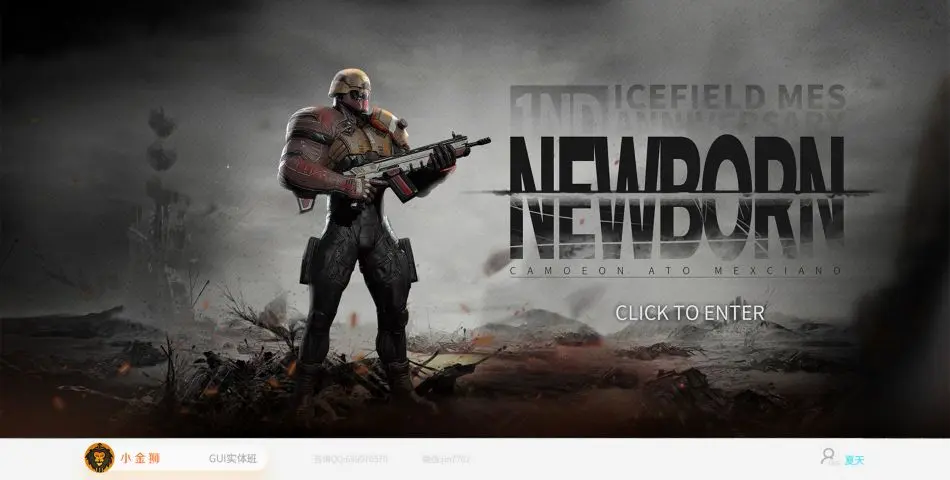 1ND ICEFIELD MES
ANNIVERSARY
NEWBORN
CAMOEON ATO MEXCIANO
CLICK TO ENTER
小金狮
GUI实体班
夏天